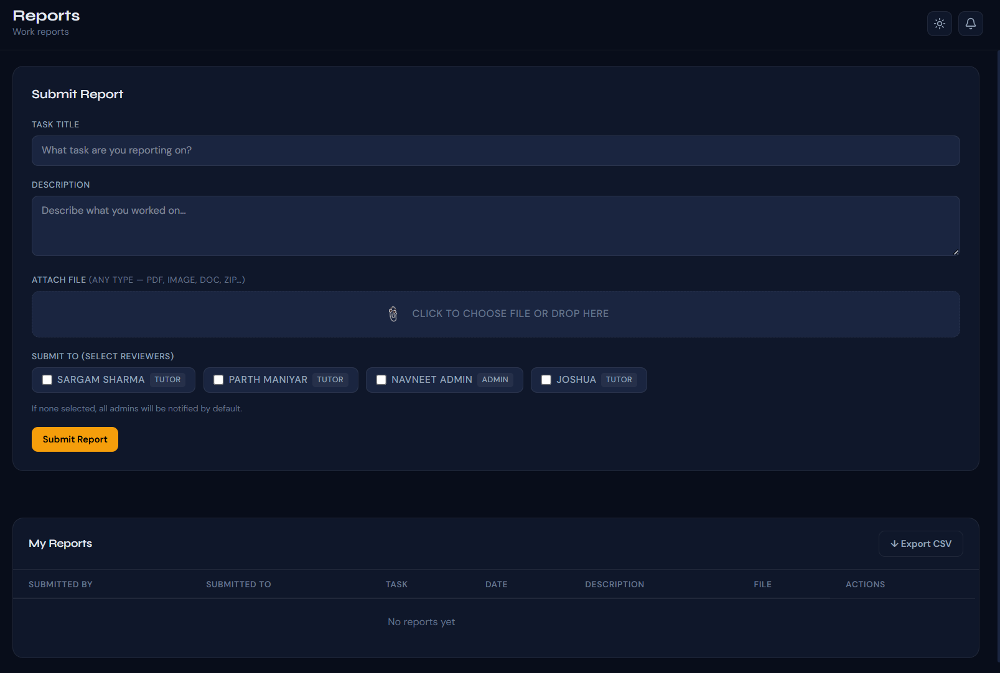 Reports
Work reports
Submit Report
TASK TITLE
What task are you reporting on?
DESCRIPTION
Describe what you worked on...
ATTACH FILE (ANY TYPE — PDF, IMAGE, DOC, ZIP...)
CLICK TO CHOOSE FILE OR DROP HERE
SUBMIT TO (SELECT REVIEWERS)
SARGAM SHARMA TUTOR PARTH MANIYAR TUTOR NAVNEET ADMIN ADMIN JOSHUA TUTOR
If none selected, all admins will be notified by default.
Submit Report
My Reports ↓ Export CSV
SUBMITTED BY SUBMITTED TO TASK DATE DESCRIPTION FILE ACTIONS
No reports yet